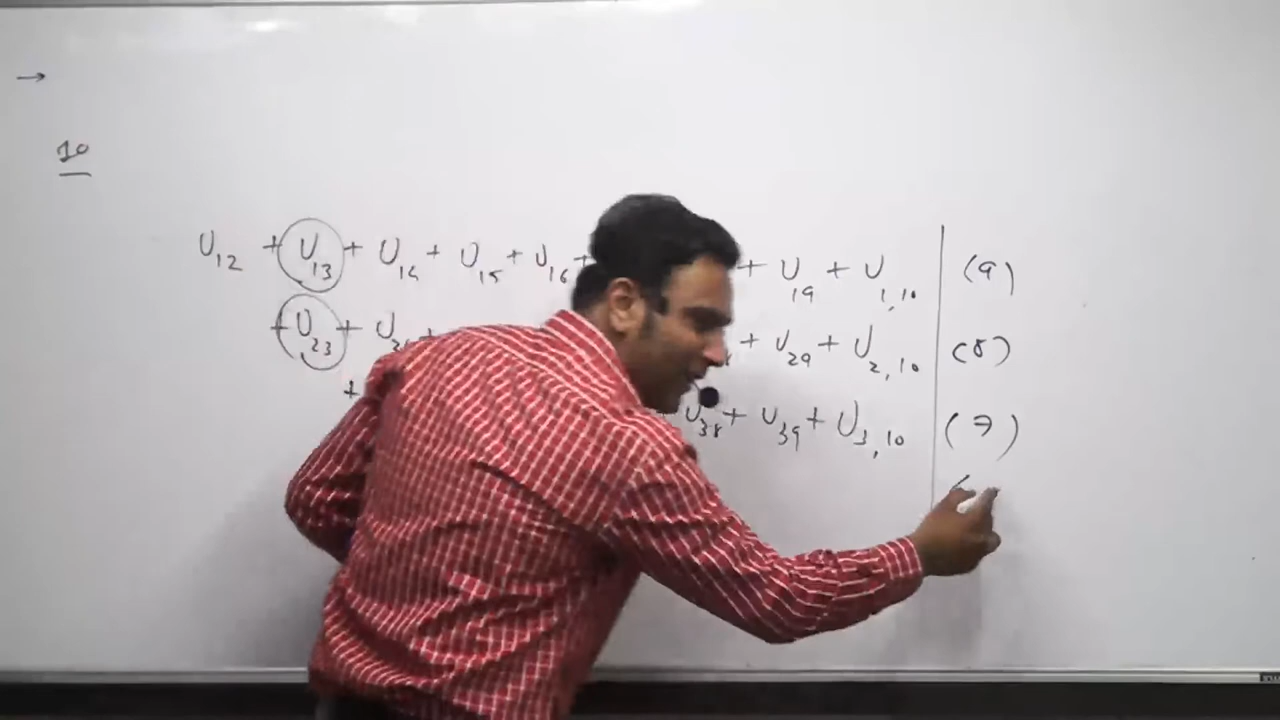 →
10
U12 + U13 + U14 + U15 + U16 + + U19 + U1,10 (9)
+ U23 + + U29 + U2,10 (8)
+ U38 + U39 + U3,10 (7)
(